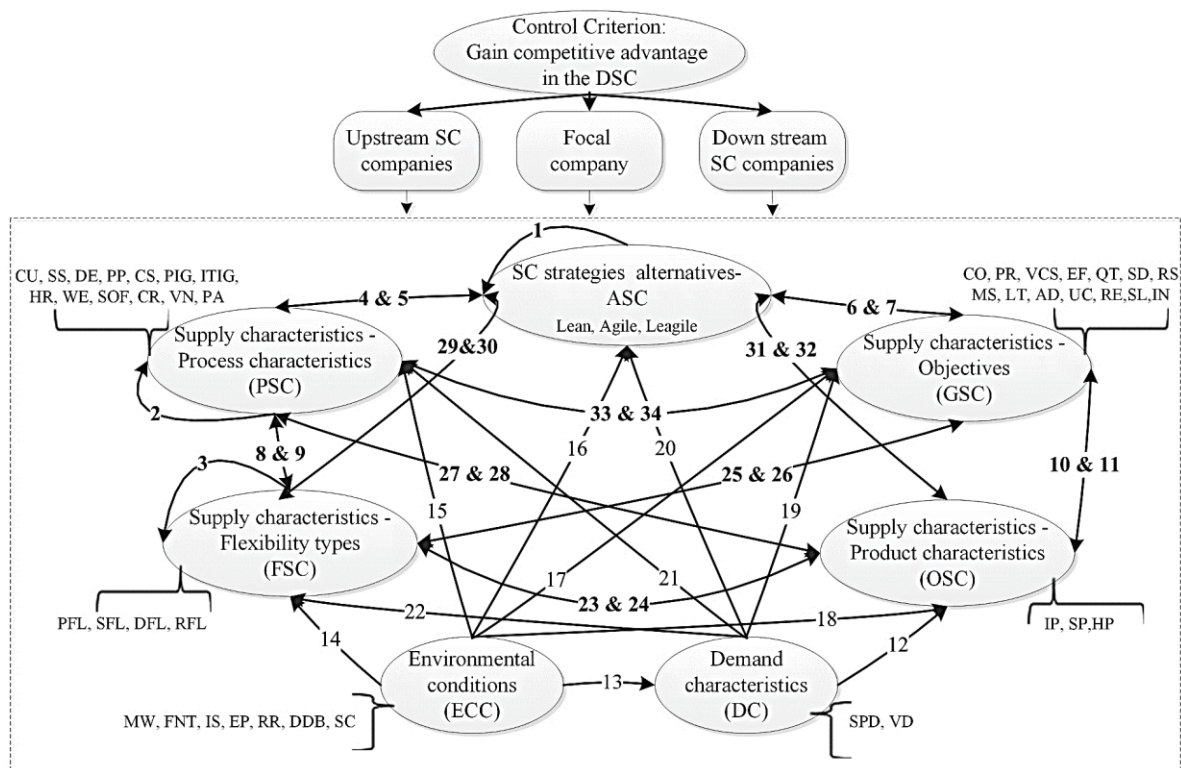 Control Criterion:
Gain competitive advantage
in the DSC
Upstream SC
companies
Focal
company
Down stream
SC companies
1
SC strategies alternatives-
ASC
Lean, Agile, Leagile
CU, SS, DE, PP, CS, PIG, ITIG,
HR, WE, SOF, CR, VN, PA
4 & 5
6 & 7
CO, PR, VCS, EF, QT, SD, RS
MS, LT, AD, UC, RE,SL,IN
Supply characteristics -
Process characteristics
(PSC)
29&30
31 & 32
Supply characteristics -
Objectives
(GSC)
2
33 & 34
8 & 9
16
20
3
27 & 28
25 & 26
10 & 11
Supply characteristics -
Flexibility types
(FSC)
15
19
Supply characteristics -
Product characteristics
(OSC)
17
21
23 & 24
PFL, SFL, DFL, RFL
22
18
IP, SP,HP
14
12
Environmental
conditions
(ECC)
13
Demand
characteristics
(DC)
MW, FNT, IS, EP, RR, DDB, SC
SPD, VD